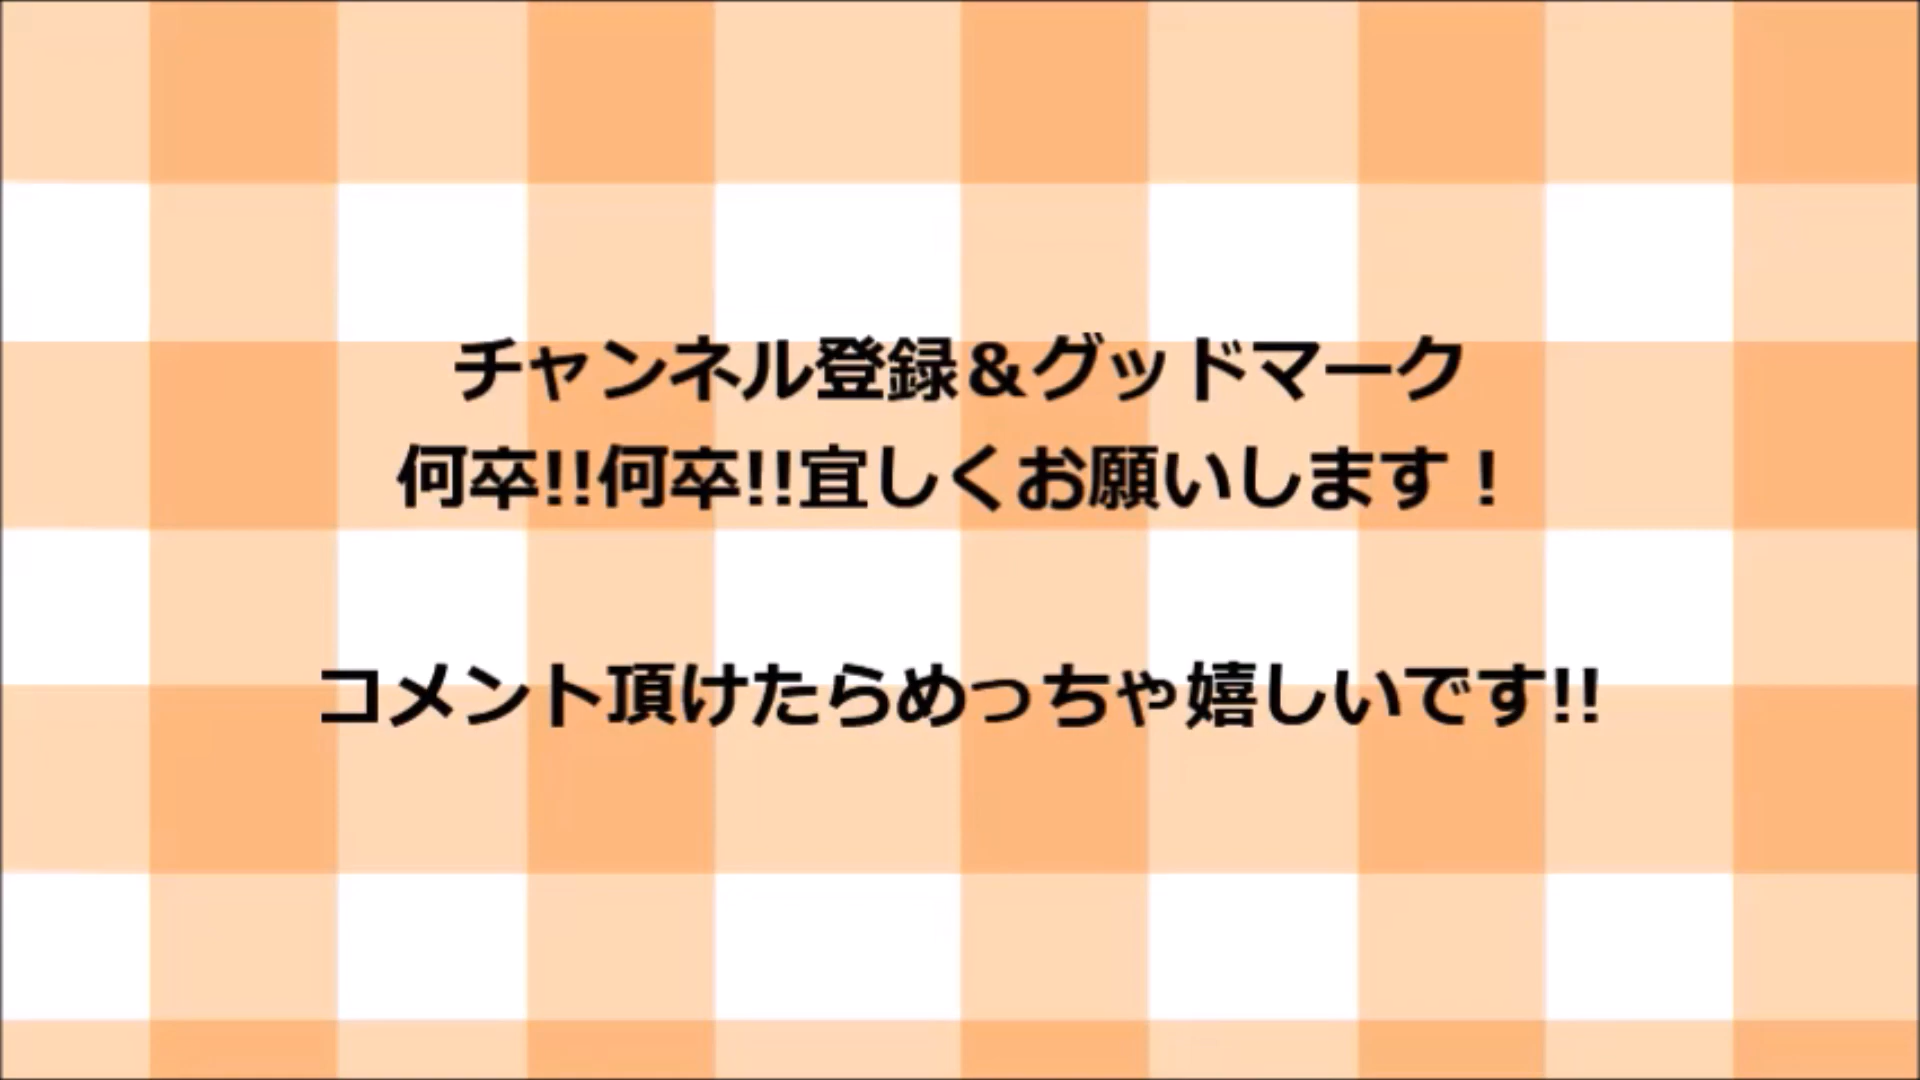 チャンネル登録＆グッドマーク
何卒!!何卒!!宜しくお願いします！
コメント頂けたらめっちゃ嬉しいです!!